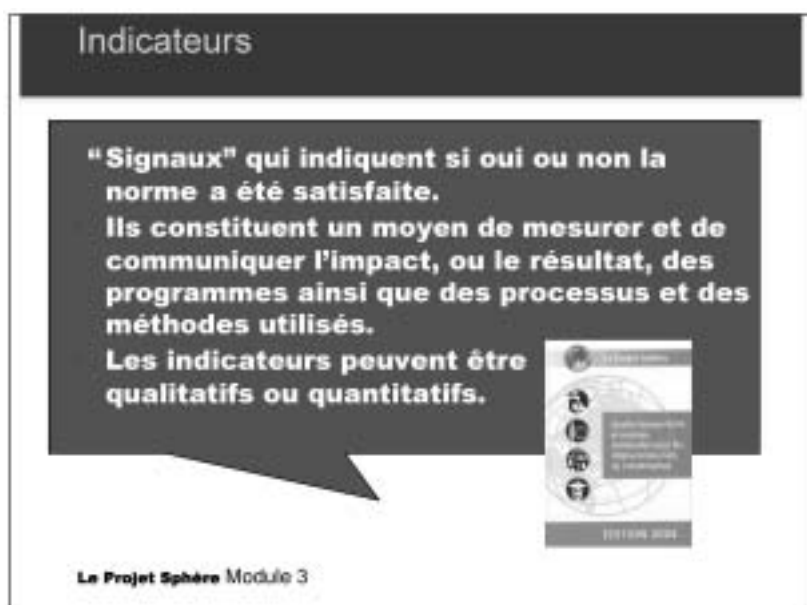 Indicateurs
“Signaux” qui indiquent si oui ou non la
norme a été satisfaite.
Ils constituent un moyen de mesurer et de
communiquer l’impact, ou le résultat, des
programmes ainsi que des processus et des
méthodes utilisés.
Les indicateurs peuvent être
qualitatifs ou quantitatifs.
Le Projet Sphère Module 3